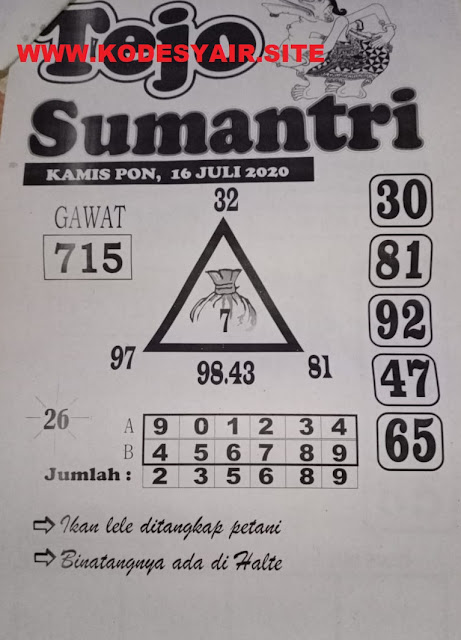 Tejo
WWW.KODESYAIR.SITE
Sumantri
KAMIS PON, 16 JULI 2020
GAWAT
715
32
7
97
98.43
81
30
81
92
47
65
26
A 9 0 1 2 3 4
B 4 5 6 7 8 9
Jumlah : 2 3 5 6 8 9
Ikan lele ditangkap petani
Binatangnya ada di Halte